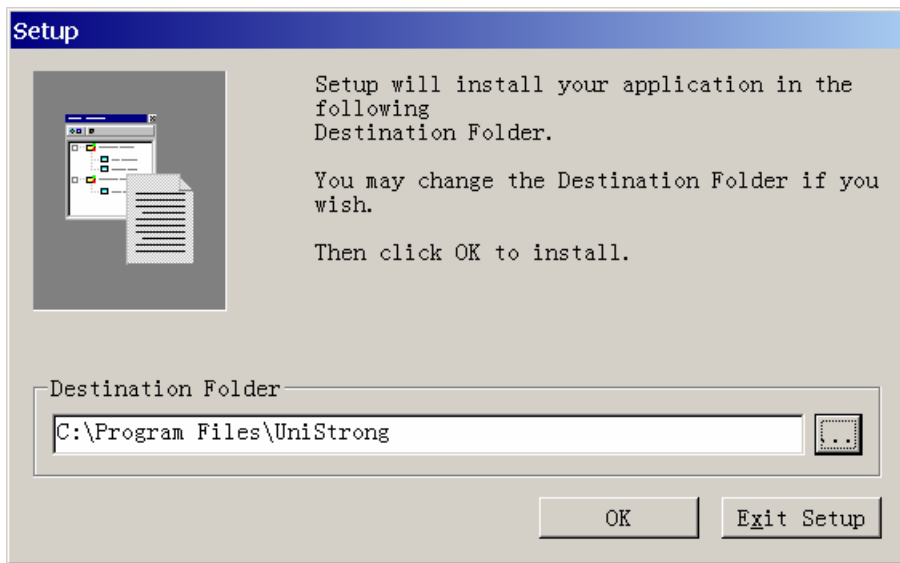 Setup
Setup will install your application in the
following
Destination Folder.
You may change the Destination Folder if you
wish.
Then click OK to install.
Destination Folder
C:\Program Files\UniStrong
...
OK
Exit Setup